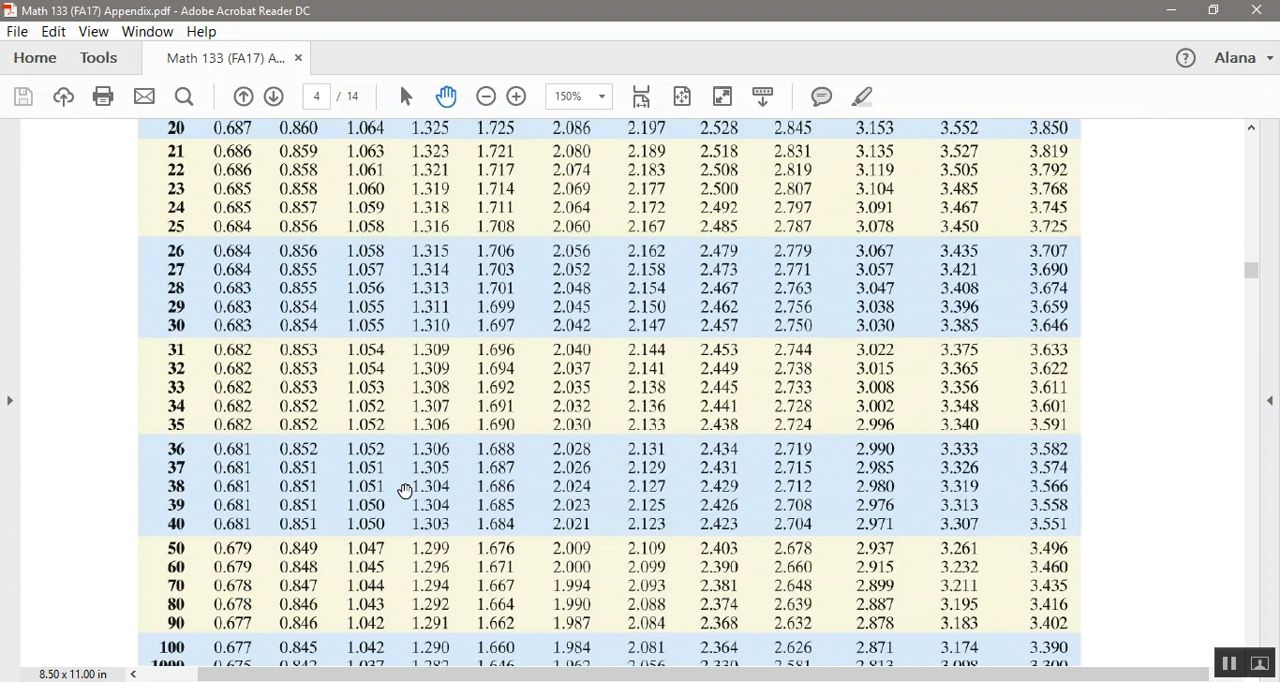 Math 133 (FA17) Appendix.pdf - Adobe Acrobat Reader DC
File Edit View Window Help
Home Tools Math 133 (FA17) A... × Alana
4 / 14 150%
20 0.687 0.860 1.064 1.325 1.725 2.086 2.197 2.528 2.845 3.153 3.552 3.850
21 0.686 0.859 1.063 1.323 1.721 2.080 2.189 2.518 2.831 3.135 3.527 3.819
22 0.686 0.858 1.061 1.321 1.717 2.074 2.183 2.508 2.819 3.119 3.505 3.792
23 0.685 0.858 1.060 1.319 1.714 2.069 2.177 2.500 2.807 3.104 3.485 3.768
24 0.685 0.857 1.059 1.318 1.711 2.064 2.172 2.492 2.797 3.091 3.467 3.745
25 0.684 0.856 1.058 1.316 1.708 2.060 2.167 2.485 2.787 3.078 3.450 3.725
26 0.684 0.856 1.058 1.315 1.706 2.056 2.162 2.479 2.779 3.067 3.435 3.707
27 0.684 0.855 1.057 1.314 1.703 2.052 2.158 2.473 2.771 3.057 3.421 3.690
28 0.683 0.855 1.056 1.313 1.701 2.048 2.154 2.467 2.763 3.047 3.408 3.674
29 0.683 0.854 1.055 1.311 1.699 2.045 2.150 2.462 2.756 3.038 3.396 3.659
30 0.683 0.854 1.055 1.310 1.697 2.042 2.147 2.457 2.750 3.030 3.385 3.646
31 0.682 0.853 1.054 1.309 1.696 2.040 2.144 2.453 2.744 3.022 3.375 3.633
32 0.682 0.853 1.054 1.309 1.694 2.037 2.141 2.449 2.738 3.015 3.365 3.622
33 0.682 0.853 1.053 1.308 1.692 2.035 2.138 2.445 2.733 3.008 3.356 3.611
34 0.682 0.852 1.052 1.307 1.691 2.032 2.136 2.441 2.728 3.002 3.348 3.601
35 0.682 0.852 1.052 1.306 1.690 2.030 2.133 2.438 2.724 2.996 3.340 3.591
36 0.681 0.852 1.052 1.306 1.688 2.028 2.131 2.434 2.719 2.990 3.333 3.582
37 0.681 0.851 1.051 1.305 1.687 2.026 2.129 2.431 2.715 2.985 3.326 3.574
38 0.681 0.851 1.051 1.304 1.686 2.024 2.127 2.429 2.712 2.980 3.319 3.566
39 0.681 0.851 1.050 1.304 1.685 2.023 2.125 2.426 2.708 2.976 3.313 3.558
40 0.681 0.851 1.050 1.303 1.684 2.021 2.123 2.423 2.704 2.971 3.307 3.551
50 0.679 0.849 1.047 1.299 1.676 2.009 2.109 2.403 2.678 2.937 3.261 3.496
60 0.679 0.848 1.045 1.296 1.671 2.000 2.099 2.390 2.660 2.915 3.232 3.460
70 0.678 0.847 1.044 1.294 1.667 1.994 2.093 2.381 2.648 2.899 3.211 3.435
80 0.678 0.846 1.043 1.292 1.664 1.990 2.088 2.374 2.639 2.887 3.195 3.416
90 0.677 0.846 1.042 1.291 1.662 1.987 2.084 2.368 2.632 2.878 3.183 3.402
100 0.677 0.845 1.042 1.290 1.660 1.984 2.081 2.364 2.626 2.871 3.174 3.390
8.50 x 11.00 in